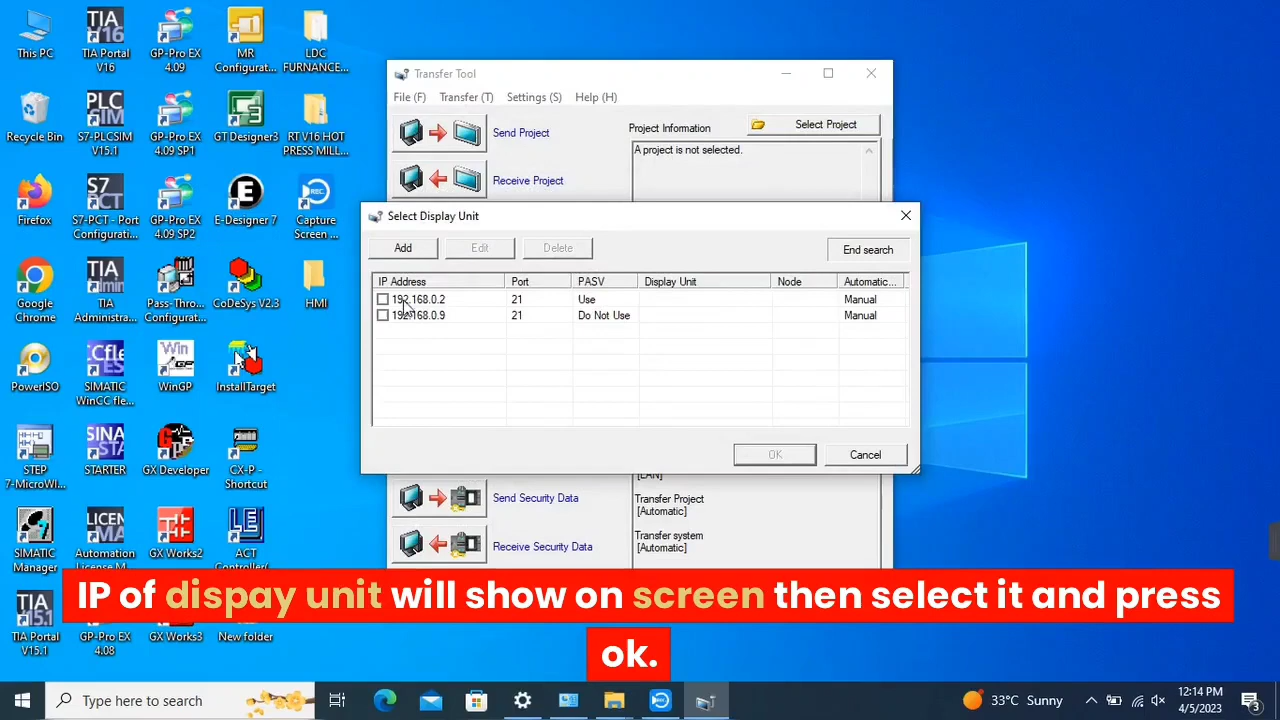 This PC
TIA Portal
V16
GP-Pro EX
4.09
MR
Configurat...
LDC
FURNANCE...
Recycle Bin
S7-PLCSIM
V15.1
GP-Pro EX
4.09 SP1
GT Designer3
RT V16 HOT
PRESS MILL...
Firefox
S7-PCT - Port
Configurati...
GP-Pro EX
4.09 SP2
E-Designer 7
Capture
Screen ...
Google
Chrome
TIA
Administra...
Pass-Thro...
Configurat...
CoDeSys V2.3
HMI
PowerISO
SIMATIC
WinCC fle...
WinGP
InstallTarget
STEP
7-MicroWI...
STARTER
GX Developer
CX-P -
Shortcut
SIMATIC
Manager
Automation
License M...
GX Works2
ACT
Controller(...
TIA Portal
V15.1
GP-Pro EX
4.08
GX Works3
New folder
Transfer Tool
File (F) Transfer (T) Settings (S) Help (H)
Send Project
Receive Project
Project Information
Select Project
A project is not selected.
Select Display Unit
Add Edit Delete End search
IP Address Port PASV Display Unit Node Automatic...
192.168.0.2 21 Use Manual
192.168.0.9 21 Do Not Use Manual
OK Cancel
[LAN]
Send Security Data
Receive Security Data
Transfer Project
[Automatic]
Transfer system
[Automatic]
IP of dispay unit will show on screen then select it and press
ok.
Type here to search
33°C Sunny
12:14 PM
4/5/2023
3